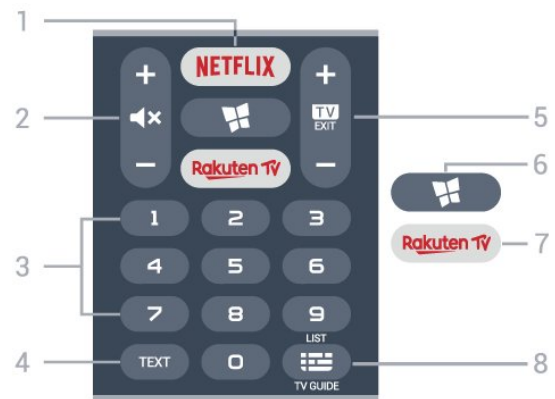 1
NETFLIX
+ +
2
TV
EXIT
5
- -
6
Rakuten TV
1 2 3
Rakuten TV
7
3
4 5 6
7 8 9
LIST
4
TEXT
0
8
TV GUIDE